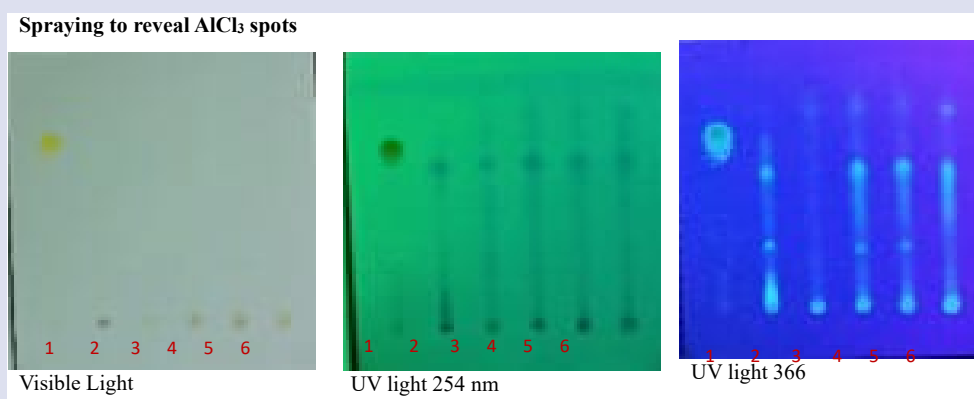 Spraying to reveal AlCl₃ spots
1 2 3 4 5 6
Visible Light
1 2 3 4 5 6
UV light 254 nm
1 2 3 4 5 6
UV light 366